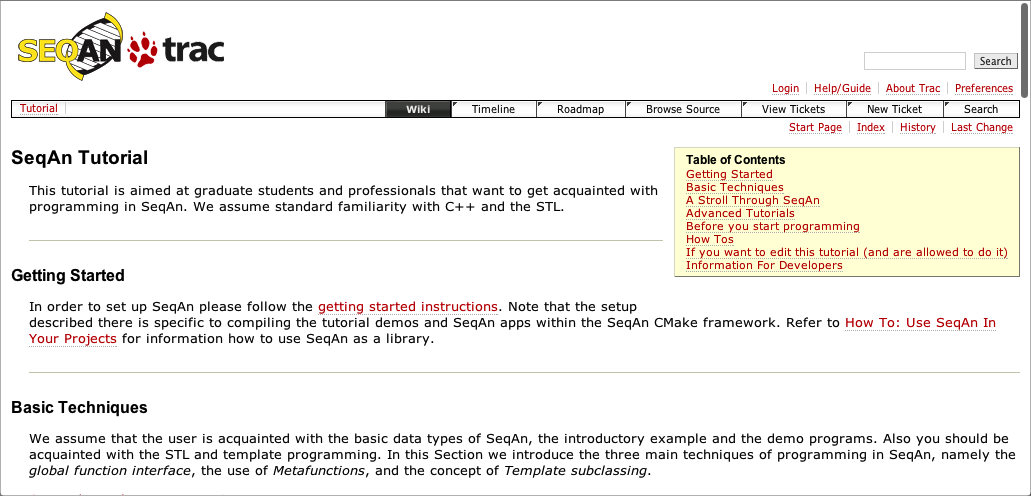 SEQAN trac
Search
Login Help/Guide About Trac Preferences
Tutorial Wiki Timeline Roadmap Browse Source View Tickets New Ticket Search
Start Page Index History Last Change
SeqAn Tutorial
This tutorial is aimed at graduate students and professionals that want to get acquainted with
programming in SeqAn. We assume standard familiarity with C++ and the STL.
Table of Contents
Getting Started
Basic Techniques
A Stroll Through SeqAn
Advanced Tutorials
Before you start programming
How Tos
If you want to edit this tutorial (and are allowed to do it)
Information For Developers
Getting Started
In order to set up SeqAn please follow the getting started instructions. Note that the setup
described there is specific to compiling the tutorial demos and SeqAn apps within the SeqAn CMake framework. Refer to How To: Use SeqAn In
Your Projects for information how to use SeqAn as a library.
Basic Techniques
We assume that the user is acquainted with the basic data types of SeqAn, the introductory example and the demo programs. Also you should be
acquainted with the STL and template programming. In this Section we introduce the three main techniques of programming in SeqAn, namely the
global function interface, the use of Metafunctions, and the concept of Template subclassing.